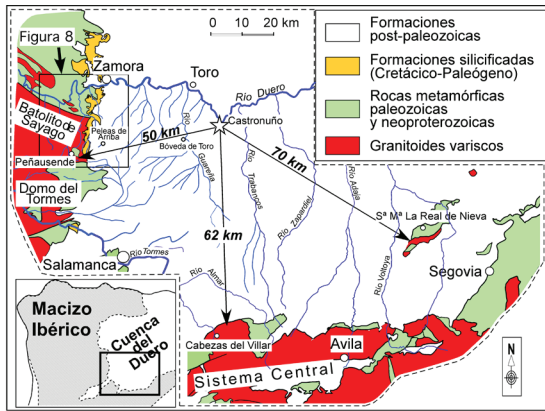 0 10 20 km
Figura 8
Zamora
Toro
Río Duero
Castronuño
Batolito de
Sayago
Peleas de
Arriba
50 km
Bóveda de Toro
Río
Guareña
Peñausende
Domo del
Tormes
62 km
70 km
Río
Trabancos
Río Zapardiel
Río Adaja
Río Voltoya
Sª Mª La Real de Nieva
Segovia
Salamanca
Río Tormes
Río Almar
Cabezas del Villar
Avila
Sistema Central
Formaciones
post-paleozoicas
Formaciones silicificadas
(Cretácico-Paleógeno)
Rocas metamórficas
paleozoicas
y neoproterozoicas
Granitoides variscos
Macizo
Ibérico
Cuenca
del
Duero
N